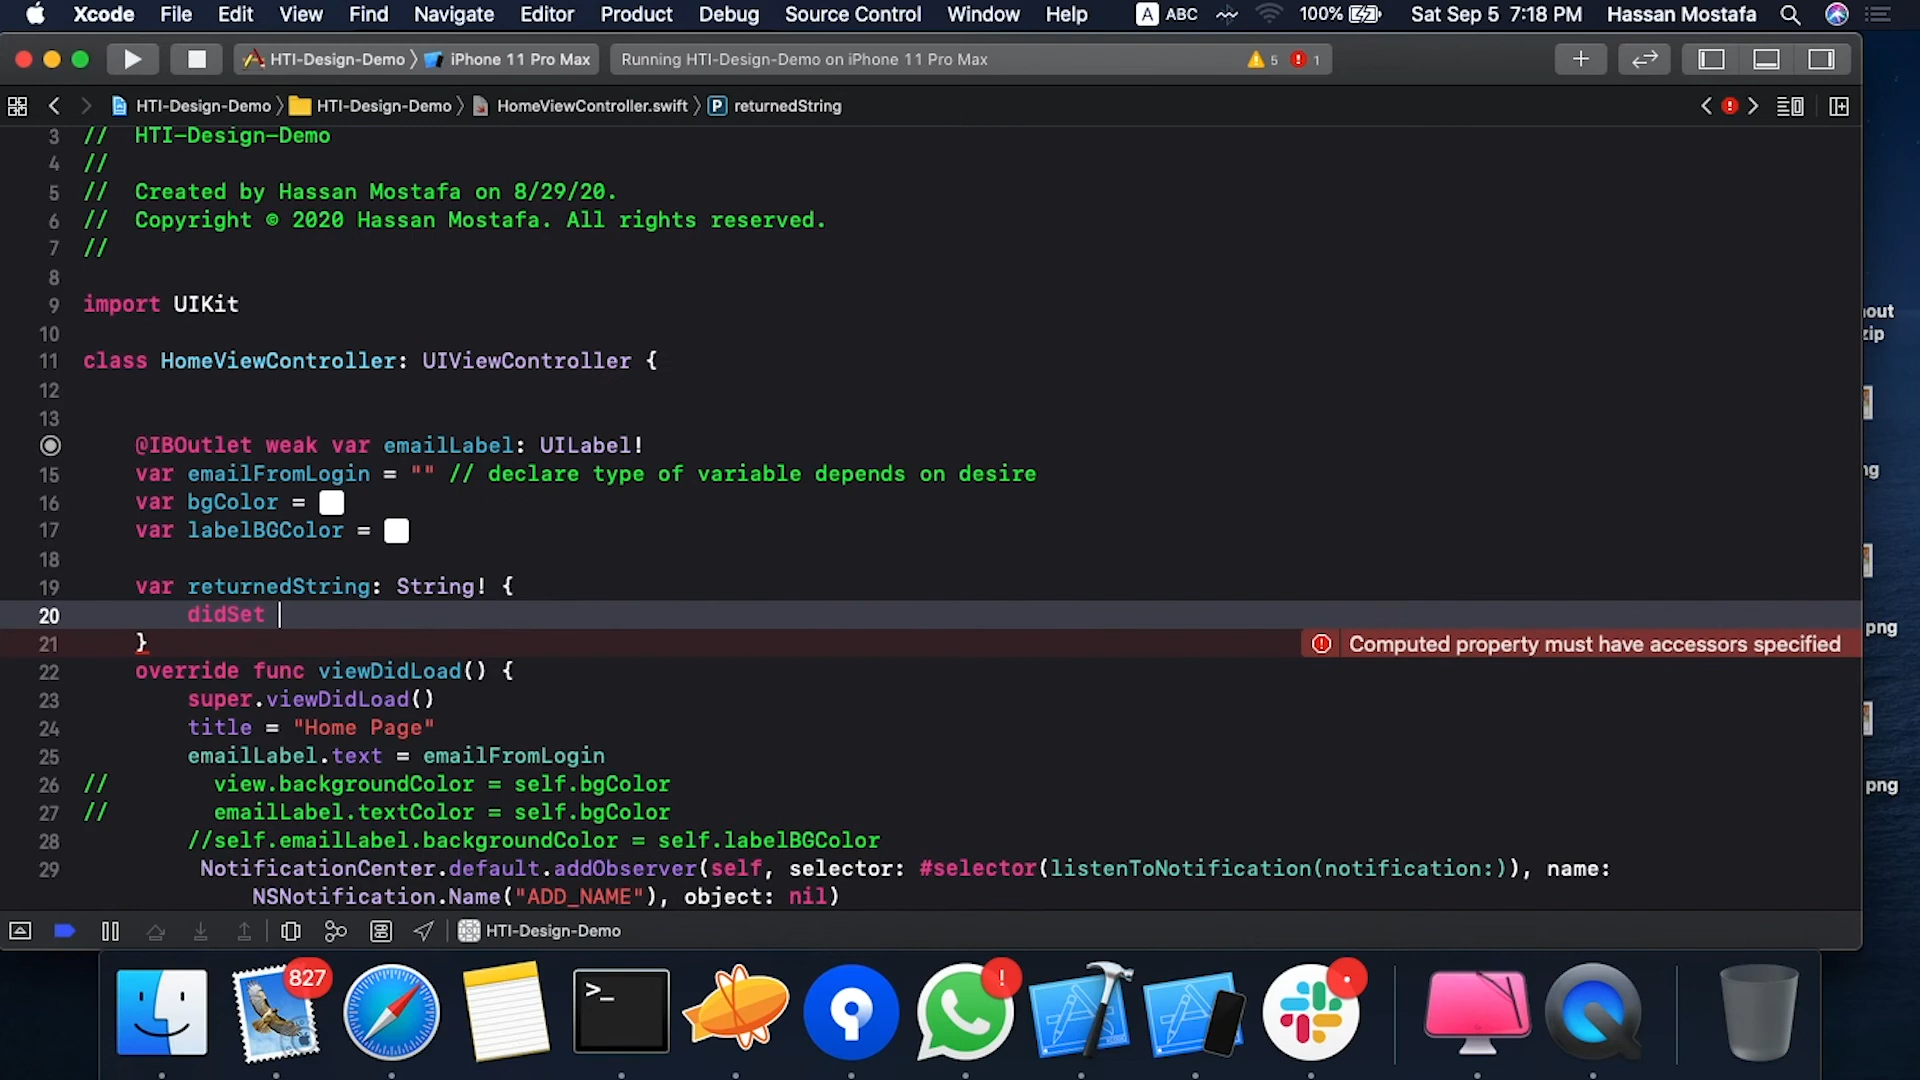 Xcode File Edit View Find Navigate Editor Product Debug Source Control Window Help A ABC 100% Sat Sep 5 7:18 PM Hassan Mostafa
HTI-Design-Demo iPhone 11 Pro Max Running HTI-Design-Demo on iPhone 11 Pro Max 5 1
HTI-Design-Demo HTI-Design-Demo HomeViewController.swift P returnedString
3 //  HTI-Design-Demo
4 //
5 //  Created by Hassan Mostafa on 8/29/20.
6 //  Copyright © 2020 Hassan Mostafa. All rights reserved.
7 //
8
9 import UIKit
10
11 class HomeViewController: UIViewController {
12
13
@IBOutlet weak var emailLabel: UILabel!
15 var emailFromLogin = "" // declare type of variable depends on desire
16 var bgColor =
17 var labelBGColor =
18
19 var returnedString: String! {
20 didSet
21 } Computed property must have accessors specified
22 override func viewDidLoad() {
23 super.viewDidLoad()
24 title = "Home Page"
25 emailLabel.text = emailFromLogin
26 // view.backgroundColor = self.bgColor
27 // emailLabel.textColor = self.bgColor
28 //self.emailLabel.backgroundColor = self.labelBGColor
29 NotificationCenter.default.addObserver(self, selector: #selector(listenToNotification(notification:)), name:
NSNotification.Name("ADD_NAME"), object: nil)
HTI-Design-Demo
827
>_
!
png
png